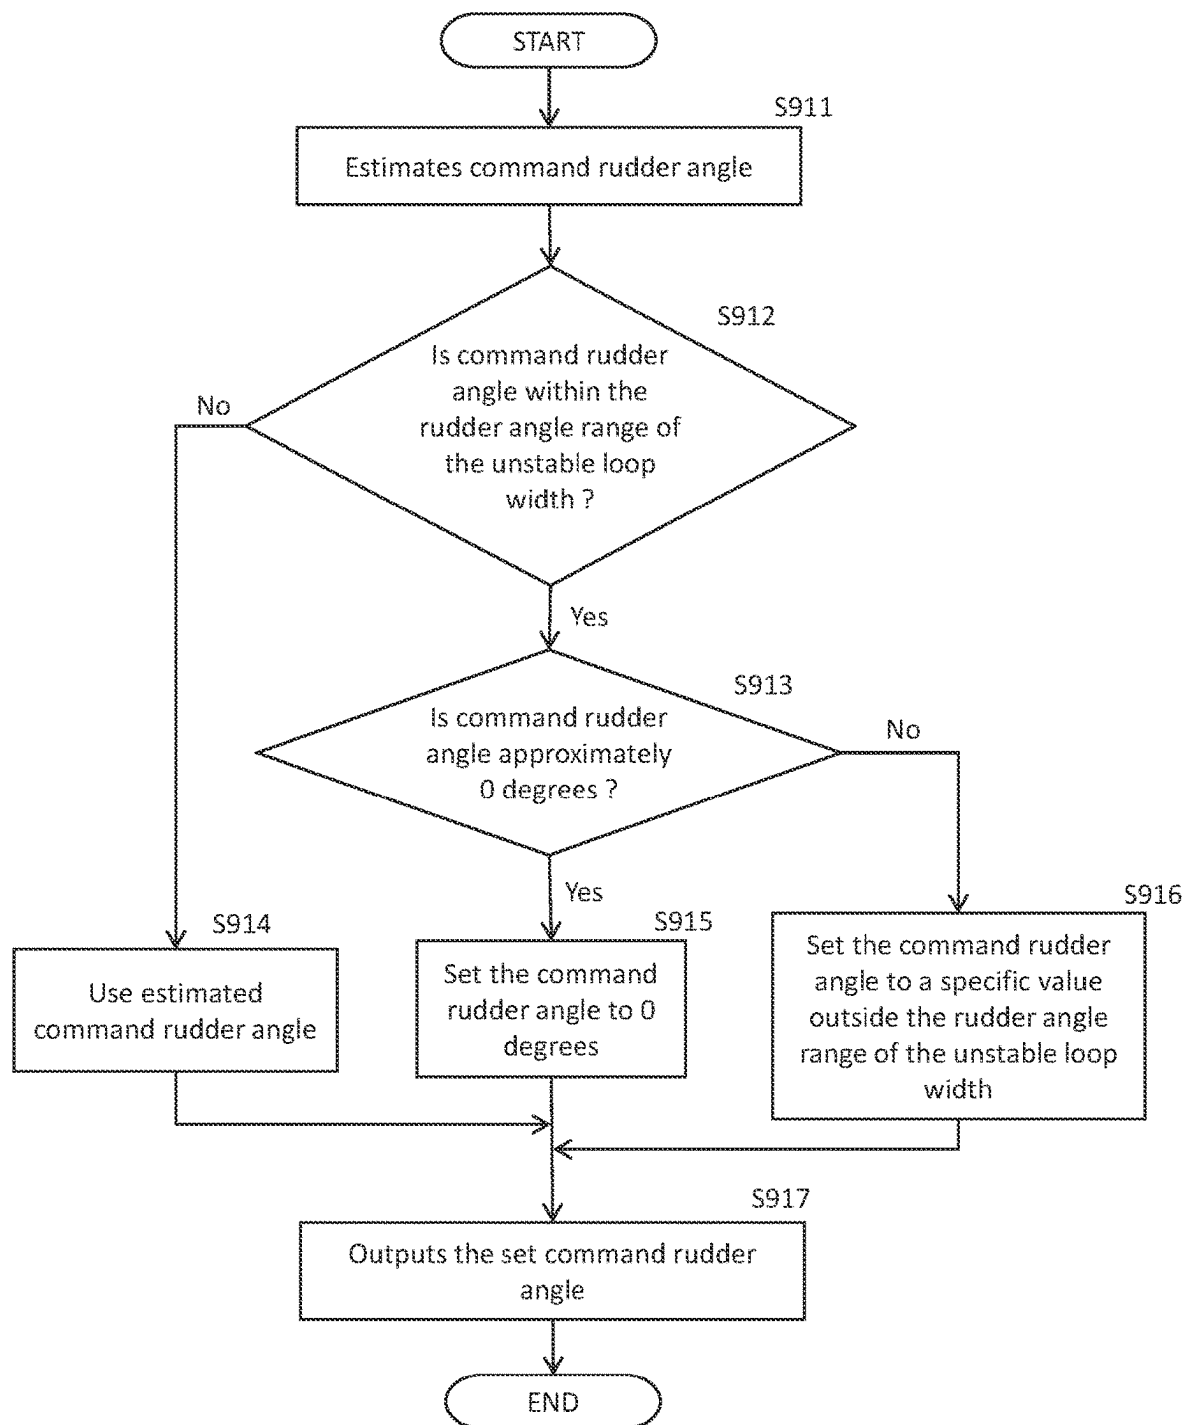 START
S911
Estimates command rudder angle
S912
Is command rudder
angle within the
rudder angle range of
the unstable loop
width ?
No
Yes
S913
Is command rudder
angle approximately
0 degrees ?
No
Yes
S914
Use estimated
command rudder angle
S915
Set the command
rudder angle to 0
degrees
S916
Set the command rudder
angle to a specific value
outside the rudder angle
range of the unstable loop
width
S917
Outputs the set command rudder
angle
END